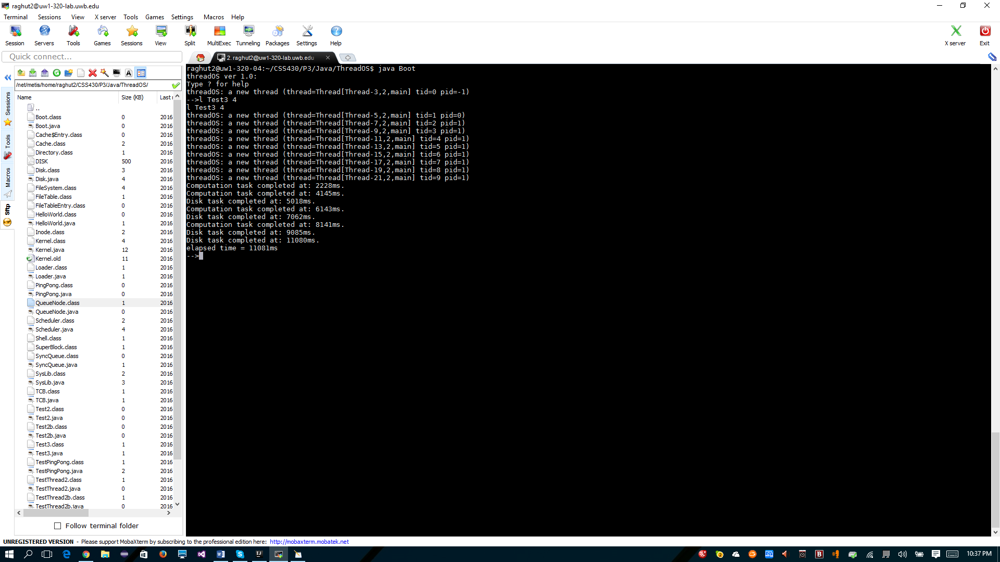 raghut2@uw1-320-lab.uwb.edu
Terminal Sessions View X server Tools Games Settings Macros Help
Session Servers Tools Games Sessions View Split MultiExec Tunneling Packages Settings Help X server Exit
Quick connect...
2. raghut2@uw1-320-lab.uwb.edu
Sessions
Tools
Macros
Sftp
/net/metis/home/raghut2/CSS430/P3/Java/ThreadOS/
Name Size (KB) Last
..
Boot.class 0 2016
Boot.java 0 2016
Cache$Entry.class 0 2016
Cache.class 2 2016
Directory.class 1 2016
DISK 500 2016
Disk.class 3 2016
Disk.java 4 2016
FileSystem.class 4 2016
FileTable.class 1 2016
FileTableEntry.class 0 2016
HelloWorld.class 0 2016
HelloWorld.java 1 2016
Inode.class 2 2016
Kernel.class 4 2016
Kernel.java 12 2016
Kernel.old 11 2016
Loader.class 1 2016
Loader.java 1 2016
PingPong.class 0 2016
PingPong.java 0 2016
QueueNode.class 1 2016
QueueNode.java 0 2016
Scheduler.class 2 2016
Scheduler.java 4 2016
Shell.class 1 2016
SuperBlock.class 1 2016
SyncQueue.class 0 2016
SyncQueue.java 1 2016
SysLib.class 2 2016
SysLib.java 3 2016
TCB.class 1 2016
TCB.java 1 2016
Test2.class 0 2016
Test2.java 0 2016
Test2b.class 0 2016
Test2b.java 0 2016
Test3.class 1 2016
Test3.java 1 2016
TestPingPong.class 1 2016
TestPingPong.java 2 2016
TestThread2.class 1 2016
TestThread2.java 0 2016
TestThread2b.class 1 2016
TestThread2b.java 0 2016
Follow terminal folder
raghut2@uw1-320-04:~/CSS430/P3/Java/ThreadOS$ java Boot
threadOS ver 1.0:
Type ? for help
threadOS: a new thread (thread=Thread[Thread-3,2,main] tid=0 pid=-1)
-->l Test3 4
l Test3 4
threadOS: a new thread (thread=Thread[Thread-5,2,main] tid=1 pid=0)
threadOS: a new thread (thread=Thread[Thread-7,2,main] tid=2 pid=1)
threadOS: a new thread (thread=Thread[Thread-9,2,main] tid=3 pid=1)
threadOS: a new thread (thread=Thread[Thread-11,2,main] tid=4 pid=1)
threadOS: a new thread (thread=Thread[Thread-13,2,main] tid=5 pid=1)
threadOS: a new thread (thread=Thread[Thread-15,2,main] tid=6 pid=1)
threadOS: a new thread (thread=Thread[Thread-17,2,main] tid=7 pid=1)
threadOS: a new thread (thread=Thread[Thread-19,2,main] tid=8 pid=1)
threadOS: a new thread (thread=Thread[Thread-21,2,main] tid=9 pid=1)
Computation task completed at: 2228ms.
Computation task completed at: 4145ms.
Disk task completed at: 5018ms.
Computation task completed at: 6143ms.
Disk task completed at: 7062ms.
Computation task completed at: 8141ms.
Disk task completed at: 9085ms.
Disk task completed at: 11080ms.
elapsed time = 11081ms
-->
UNREGISTERED VERSION - Please support MobaXterm by subscribing to the professional edition here: http://mobaxterm.mobatek.net
10:37 PM